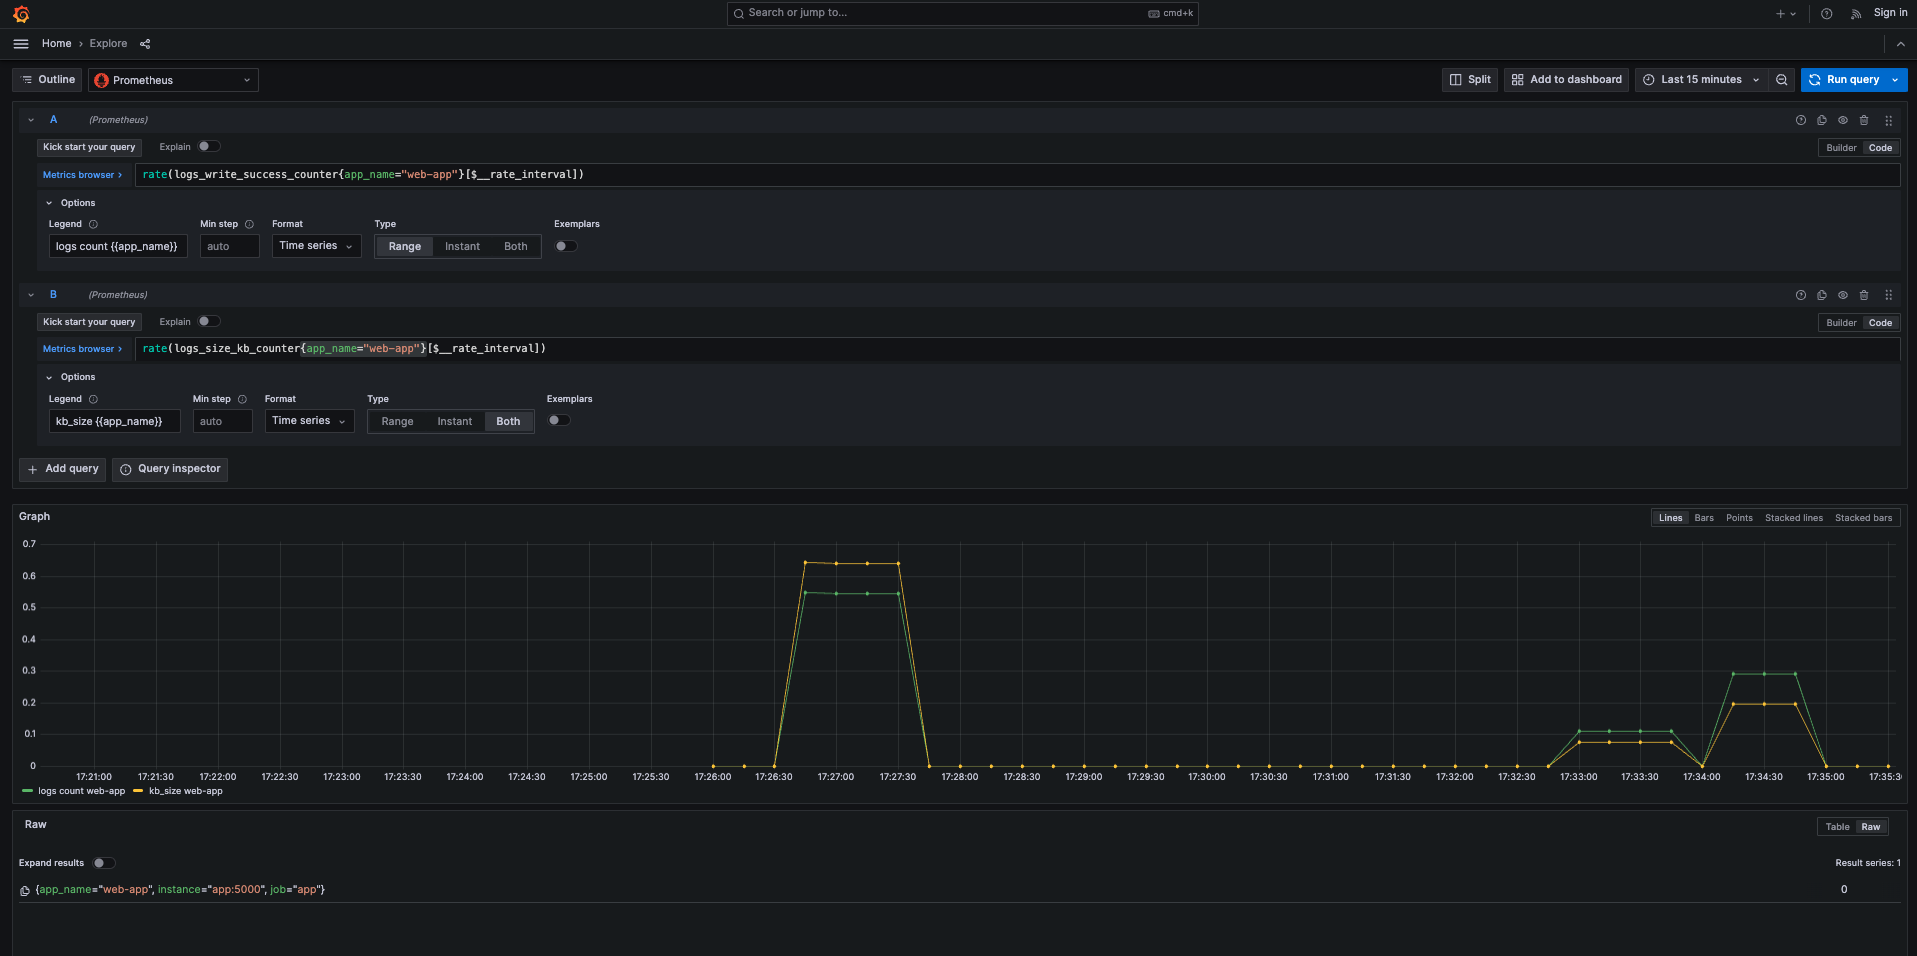 Search or jump to... cmd+k Sign in
Home › Explore
Outline Prometheus Split Add to dashboard Last 15 minutes Run query
A (Prometheus)
Kick start your query Explain Builder Code
Metrics browser > rate(logs_write_success_counter{app_name="web-app"}[$__rate_interval])
Options
Legend Min step Format Type Exemplars
logs count {{app_name}} auto Time series Range Instant Both
B (Prometheus)
Kick start your query Explain Builder Code
Metrics browser > rate(logs_size_kb_counter{app_name="web-app"}[$__rate_interval])
Options
Legend Min step Format Type Exemplars
kb_size {{app_name}} auto Time series Range Instant Both
+ Add query Query inspector
Graph Lines Bars Points Stacked lines Stacked bars
0.7
0.6
0.5
0.4
0.3
0.2
0.1
0
17:21:00 17:21:30 17:22:00 17:22:30 17:23:00 17:23:30 17:24:00 17:24:30 17:25:00 17:25:30 17:26:00 17:26:30 17:27:00 17:27:30 17:28:00 17:28:30 17:29:00 17:29:30 17:30:00 17:30:30 17:31:00 17:31:30 17:32:00 17:32:30 17:33:00 17:33:30 17:34:00 17:34:30 17:35:00 17:35:3
logs count web-app kb_size web-app
Raw Table Raw
Expand results Result series: 1
{app_name="web-app", instance="app:5000", job="app"} 0